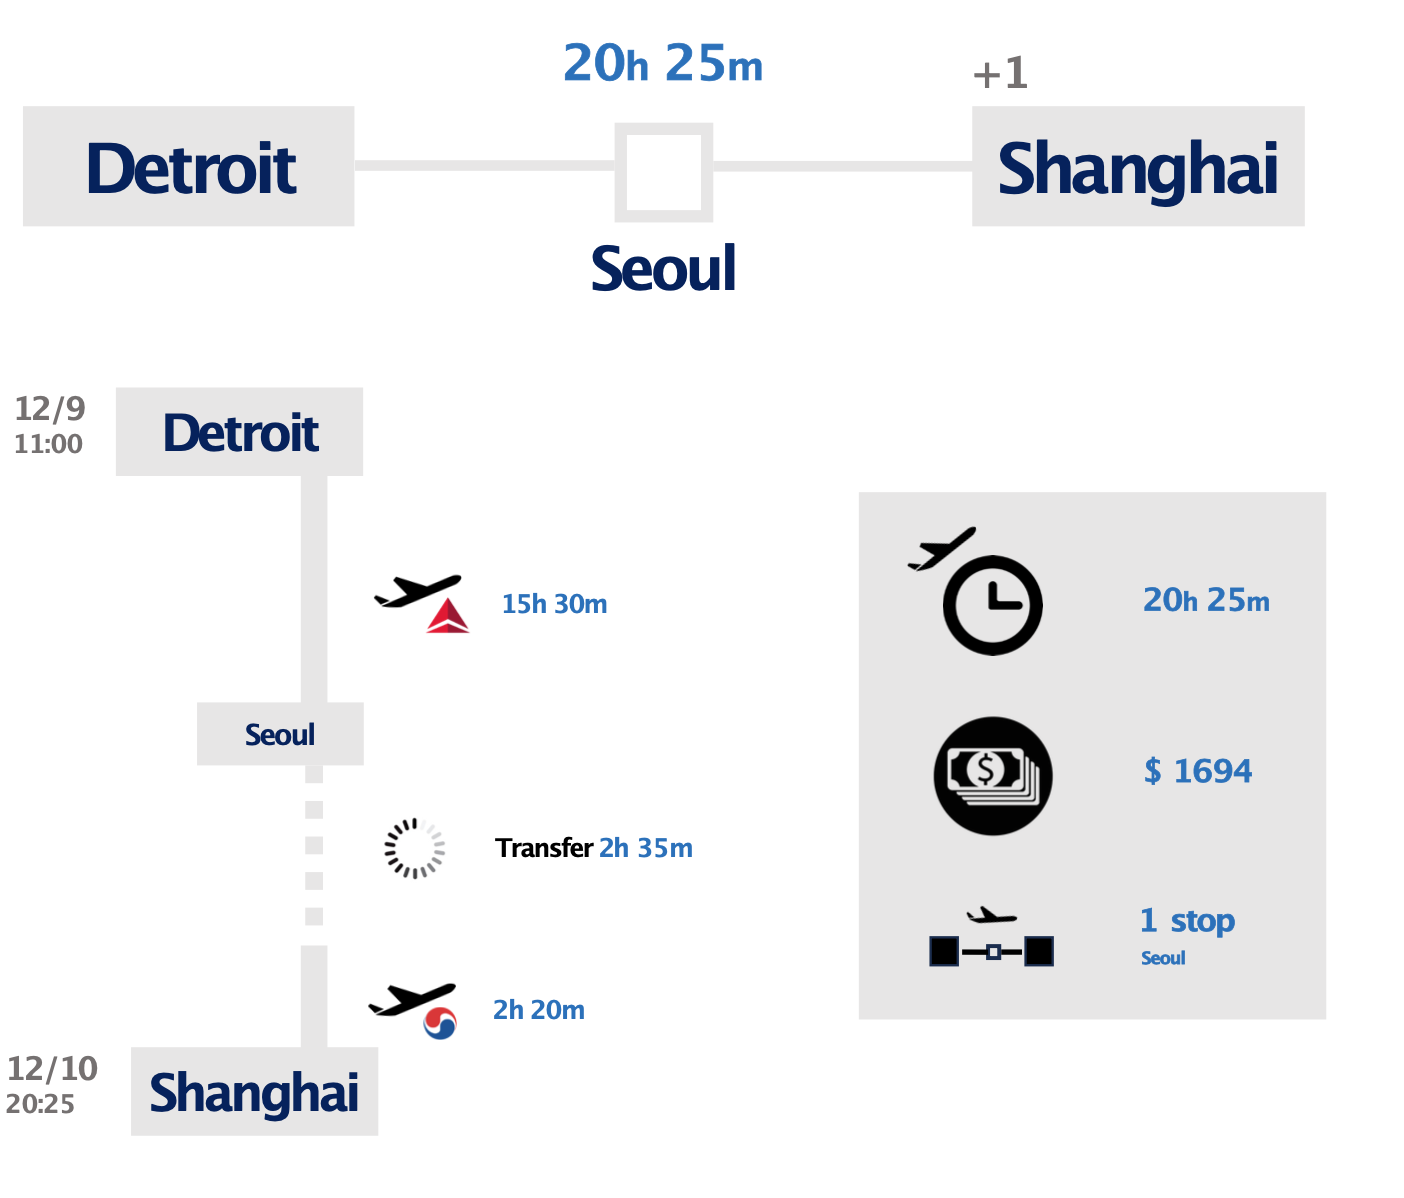 20h 25m
+1
Detroit
Shanghai
Seoul
12/9
11:00
Detroit
15h 30m
Seoul
Transfer 2h 35m
2h 20m
12/10
20:25
Shanghai
20h 25m
$
$ 1694
1 stop
Seoul